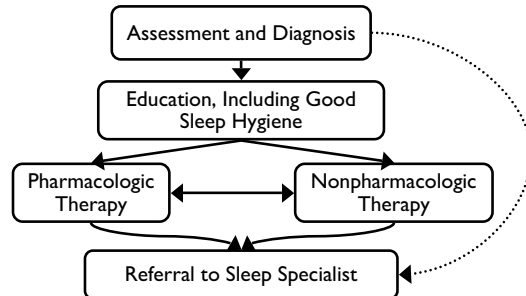 Assessment and Diagnosis
Education, Including Good
Sleep Hygiene
Pharmacologic
Therapy
Nonpharmacologic
Therapy
Referral to Sleep Specialist